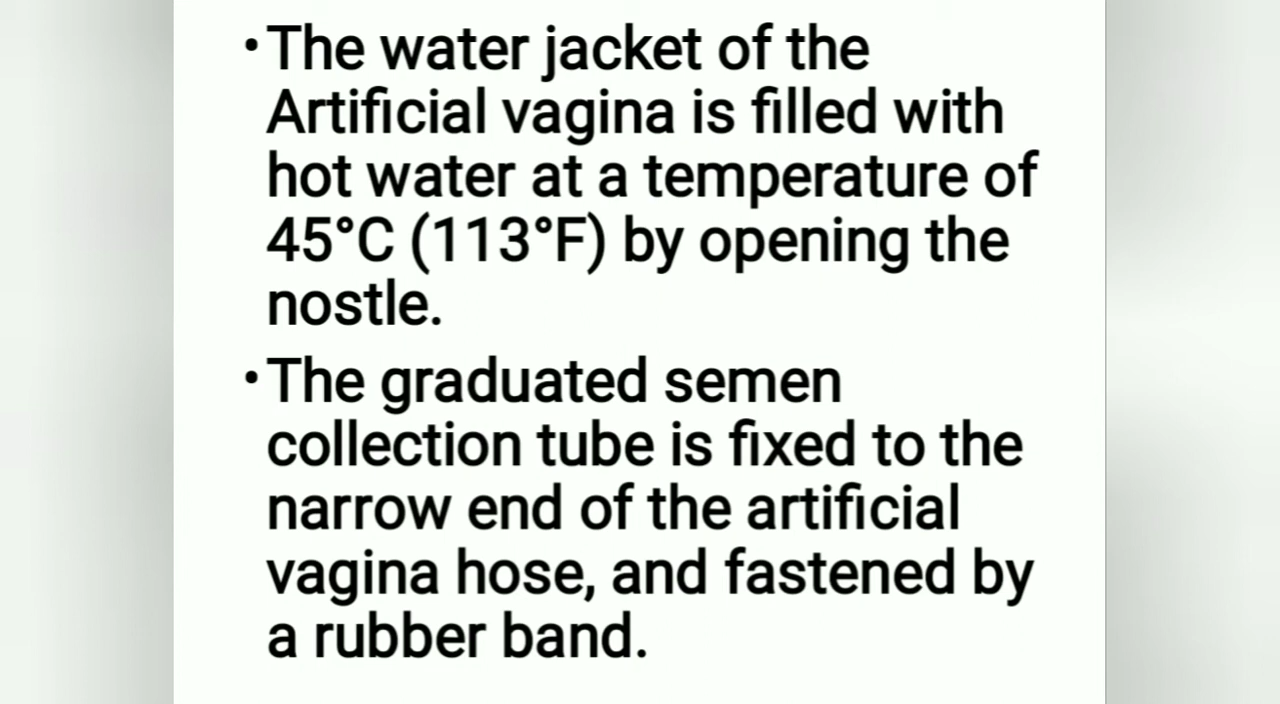 •The water jacket of the
Artificial vagina is filled with
hot water at a temperature of
45°C (113°F) by opening the
nostle.
•The graduated semen
collection tube is fixed to the
narrow end of the artificial
vagina hose, and fastened by
a rubber band.